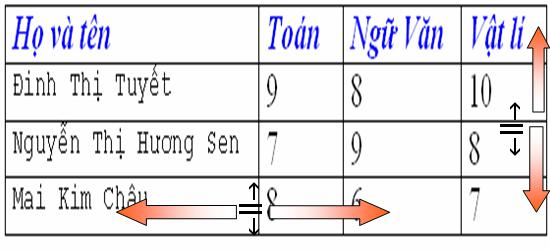 Họ và tên Toán Ngữ Văn Vật lí
Đinh Thị Tuyết 9 8 10
Nguyễn Thị Hương Sen 7 9 8
Mai Kim Châu 8 6 7